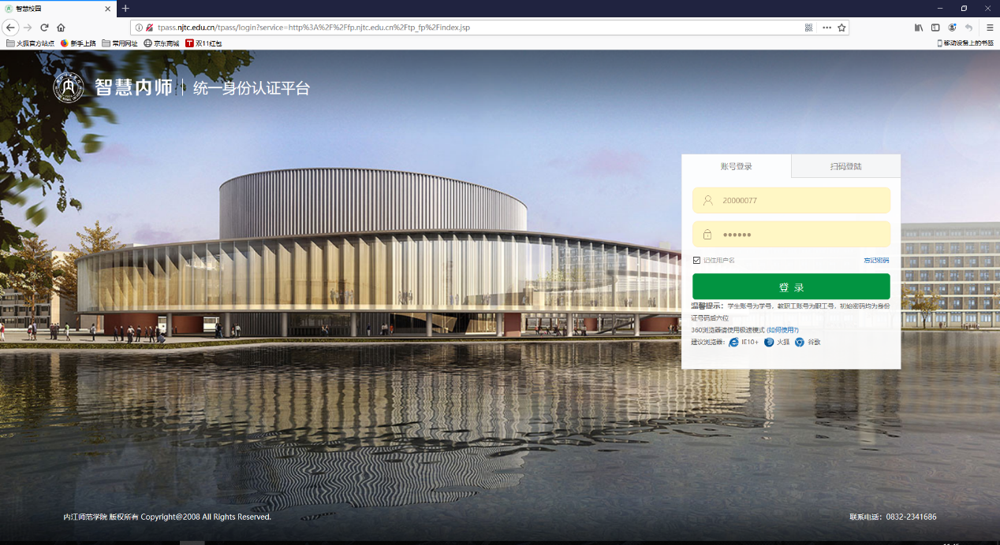 智慧校园
tpass.njtc.edu.cn/tpass/login?service=http%3A%2F%2Ffp.njtc.edu.cn%2Ftp_fp%2Findex.jsp
火狐官方站点 新手上路 常用网址 京东商城 T 双11红包 移动设备上的书签
智慧内师 | 统一身份认证平台
账号登录 扫码登陆
20000077
••••••
记住用户名 忘记密码
登 录
温馨提示：学生账号为学号，教职工账号为职工号，初始密码均为身份
证号码后六位
360浏览器请使用极速模式 (如何使用?)
建议浏览器： IE10+ 火狐 谷歌
内江师范学院 版权所有 Copyright@2008 All Rights Reserved.
联系电话：0832-2341686